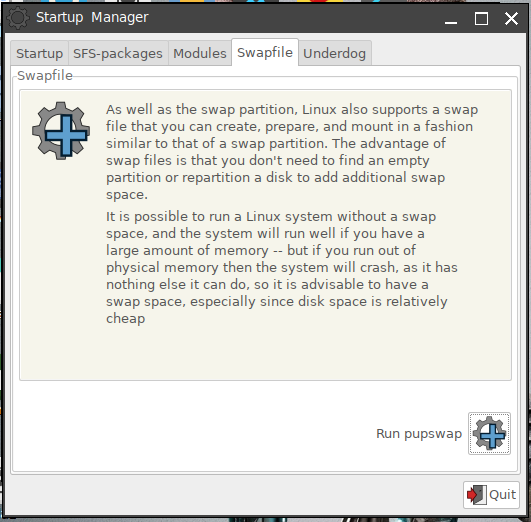 Startup Manager
Startup SFS-packages Modules Swapfile Underdog
Swapfile
As well as the swap partition, Linux also supports a swap
file that you can create, prepare, and mount in a fashion
similar to that of a swap partition. The advantage of
swap files is that you don't need to find an empty
partition or repartition a disk to add additional swap
space.
It is possible to run a Linux system without a swap
space, and the system will run well if you have a
large amount of memory -- but if you run out of
physical memory then the system will crash, as it has
nothing else it can do, so it is advisable to have a
swap space, especially since disk space is relatively
cheap
Run pupswap
Quit